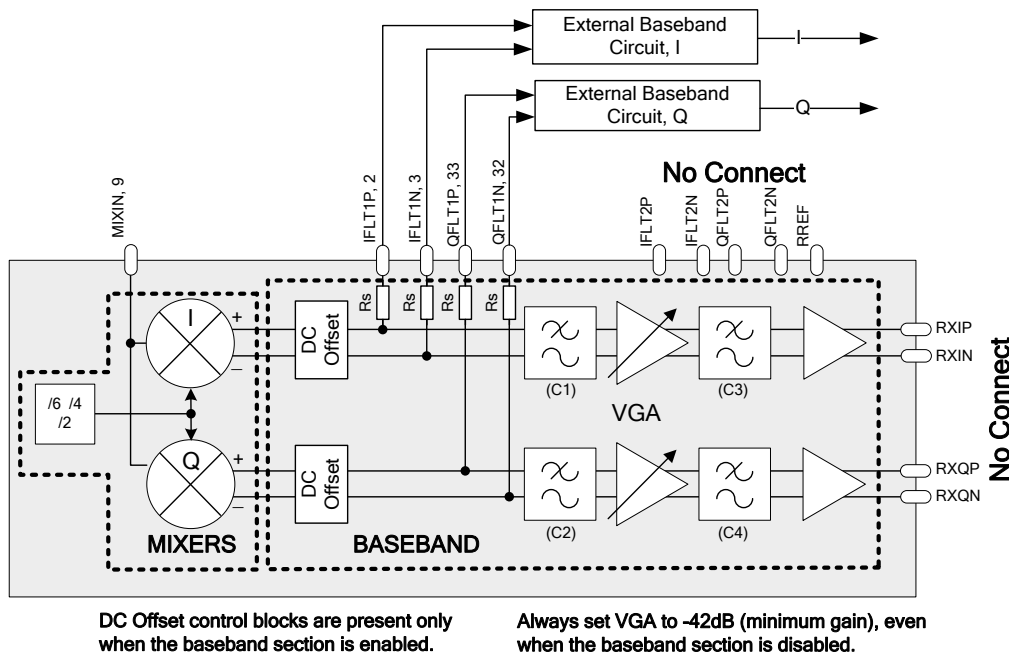 External Baseband
Circuit, I
I
External Baseband
Circuit, Q
Q
No Connect
MIXIN, 9
IFLT1P, 2
IFLT1N, 3
QFLT1P, 33
QFLT1N, 32
IFLT2P
IFLT2N
QFLT2P
QFLT2N
RREF
Rs
Rs
Rs
Rs
I
+
–
DC
Offset
(C1)
VGA
(C3)
RXIP
RXIN
/6 /4
/2
Q
+
–
DC
Offset
(C2)
(C4)
RXQP
RXQN
No Connect
MIXERS
BASEBAND
DC Offset control blocks are present only
when the baseband section is enabled.
Always set VGA to -42dB (minimum gain), even
when the baseband section is disabled.